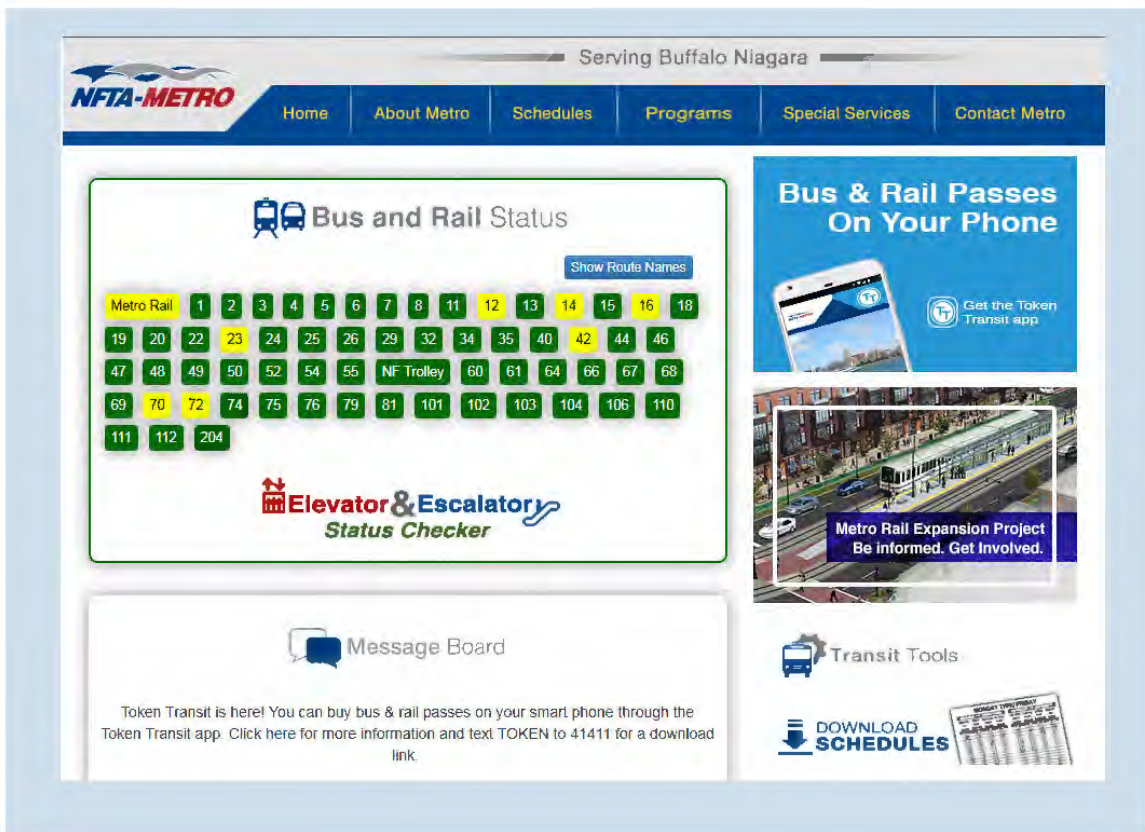 Serving Buffalo Niagara
NFTA-METRO
Home About Metro Schedules Programs Special Services Contact Metro
Bus and Rail Status
Show Route Names
Metro Rail 1 2 3 4 5 6 7 8 11 12 13 14 15 16 18
19 20 22 23 24 25 26 29 32 34 35 40 42 44 46
47 48 49 50 52 54 55 NF Trolley 60 61 64 66 67 68
69 70 72 74 75 76 79 81 101 102 103 104 106 110
111 112 204
Elevator & Escalator
Status Checker
Message Board
Token Transit is here! You can buy bus & rail passes on your smart phone through the
Token Transit app. Click here for more information and text TOKEN to 41411 for a download
link.
Bus & Rail Passes
On Your Phone
TT
TT
Get the Token
Transit app
Metro Rail Expansion Project
Be informed. Get Involved.
Transit Tools
DOWNLOAD
SCHEDULES
MONDAY THRU FRIDAY